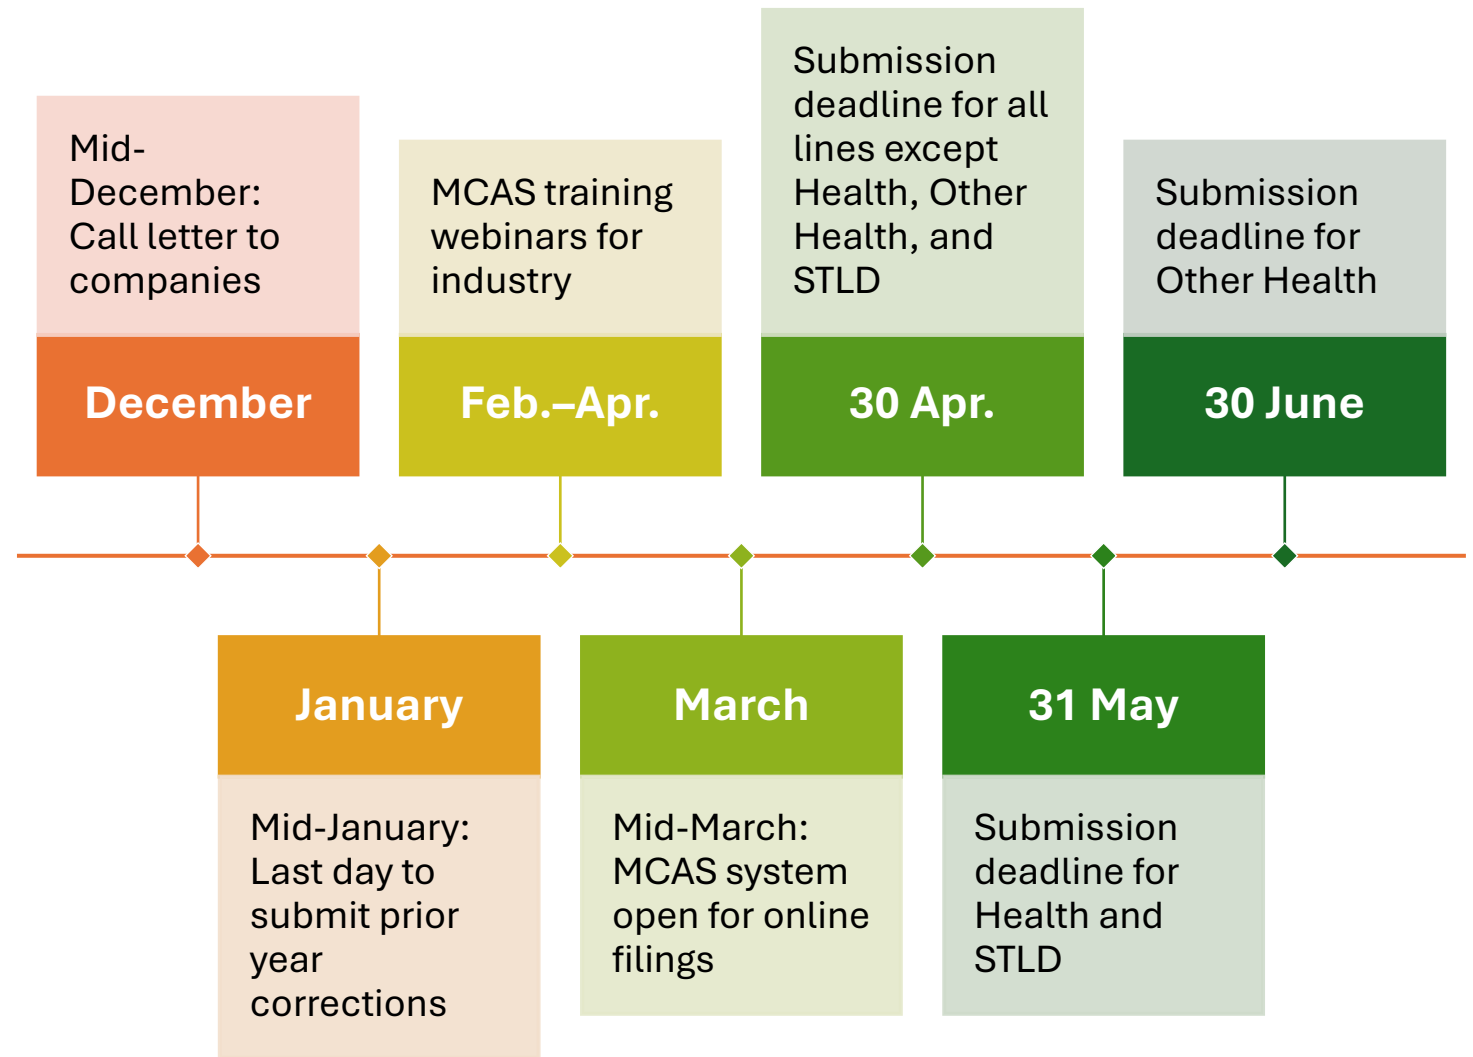 Mid-
December:
Call letter to
companies
December
Mid-January:
Last day to
submit prior
year
corrections
January
MCAS training
webinars for
industry
Feb.–Apr.
March
Mid-March:
MCAS system
open for online
filings
Submission
deadline for all
lines except
Health, Other
Health, and
STLD
30 Apr.
31 May
Submission
deadline for
Health and
STLD
Submission
deadline for
Other Health
30 June